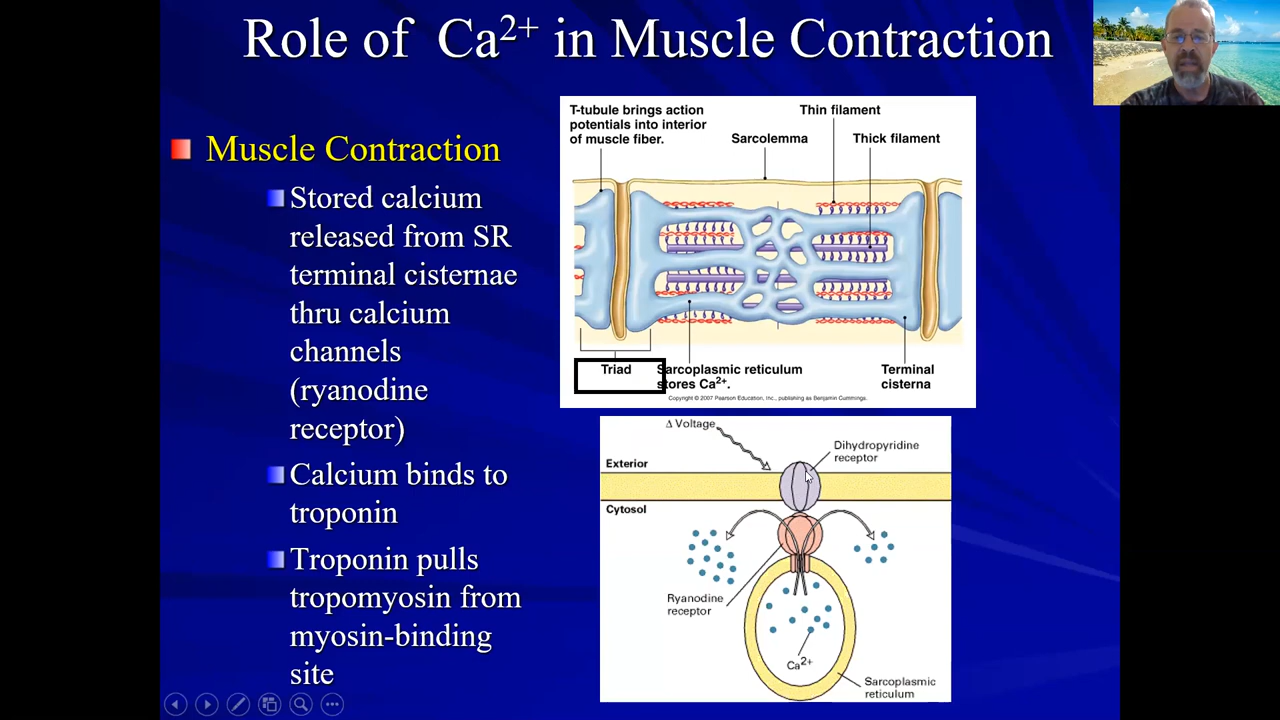 Role of Ca2+ in Muscle Contraction
Muscle Contraction
Stored calcium
released from SR
terminal cisternae
thru calcium
channels
(ryanodine
receptor)
Calcium binds to
troponin
Troponin pulls
tropomyosin from
myosin-binding
site
T-tubule brings action
potentials into interior
of muscle fiber.
Sarcolemma
Thin filament
Thick filament
Triad
Sarcoplasmic reticulum
stores Ca2+.
Terminal
cisterna
Copyright © 2007 Pearson Education, Inc., publishing as Benjamin Cummings.
Δ Voltage
Dihydropyridine
receptor
Exterior
Cytosol
Ryanodine
receptor
Ca2+
Sarcoplasmic
reticulum